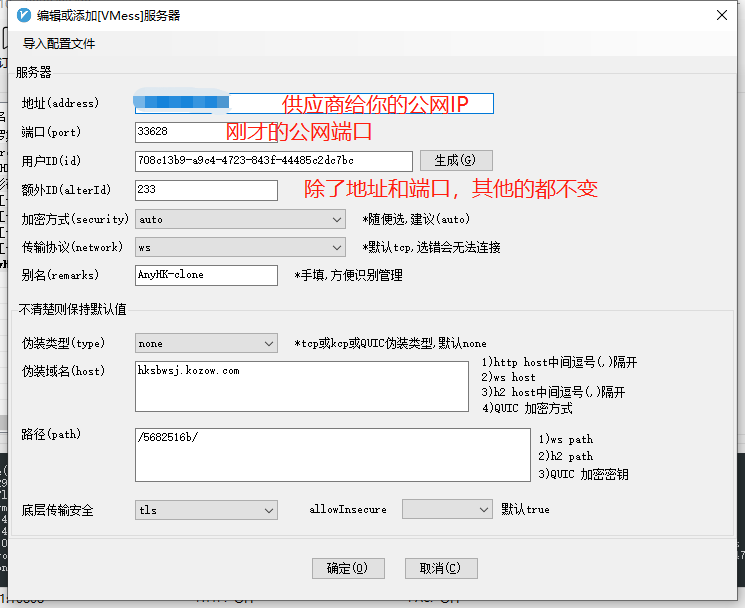 编辑或添加[VMess]服务器
导入配置文件
服务器
地址(address)
供应商给你的公网IP
端口(port)
33628
刚才的公网端口
用户ID(id)
708c13b9-a9c4-4723-843f-44485c2dc7bc
生成(G)
额外ID(alterId)
233
除了地址和端口，其他的都不变
加密方式(security)
auto
*随便选,建议(auto)
传输协议(network)
ws
*默认tcp,选错会无法连接
别名(remarks)
AnyHK-clone
*手填,方便识别管理
不清楚则保持默认值
伪装类型(type)
none
*tcp或kcp或QUIC伪装类型,默认none
伪装域名(host)
hksbwsj.kozow.com
1)http host中间逗号(,)隔开
2)ws host
3)h2 host中间逗号(,)隔开
4)QUIC 加密方式
路径(path)
/5682516b/
1)ws path
2)h2 path
3)QUIC 加密密钥
底层传输安全
tls
allowInsecure
默认true
确定(O)
取消(C)